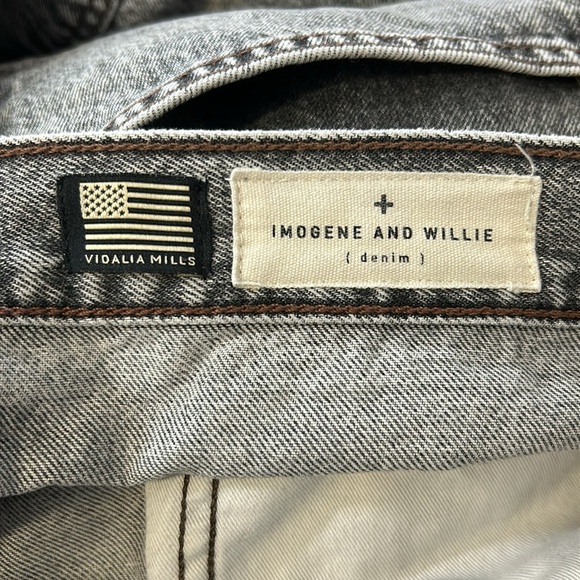 VIDALIA MILLS
+
IMOGENE AND WILLIE
( denim )